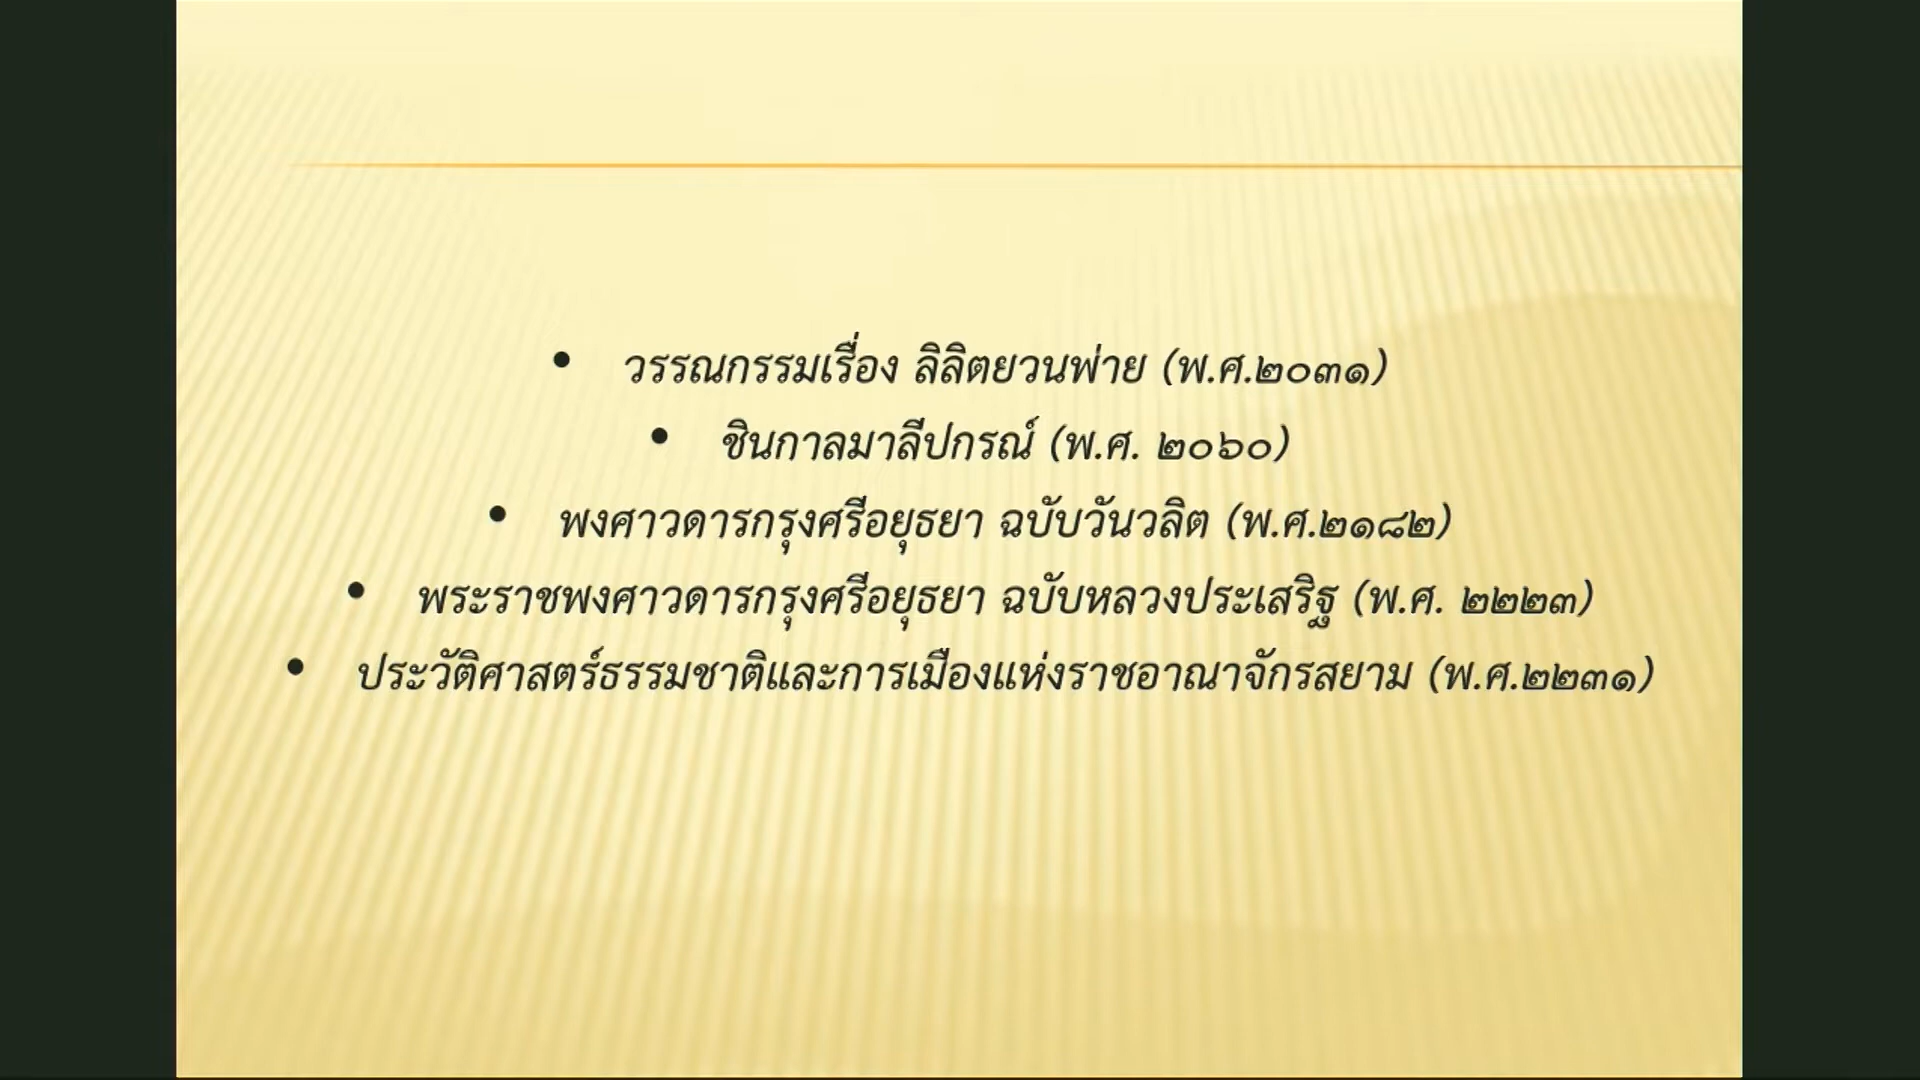 • วรรณกรรมเรื่อง ลิลิตยวนพ่าย (พ.ศ.๒๐๓๑)
• ชินกาลมาลีปกรณ์ (พ.ศ. ๒๐๖๐)
• พงศาวดารกรุงศรีอยุธยา ฉบับวันวลิต (พ.ศ.๒๑๘๒)
• พระราชพงศาวดารกรุงศรีอยุธยา ฉบับหลวงประเสริฐ (พ.ศ. ๒๒๒๓)
• ประวัติศาสตร์ธรรมชาติและการเมืองแห่งราชอาณาจักรสยาม (พ.ศ.๒๒๓๑)